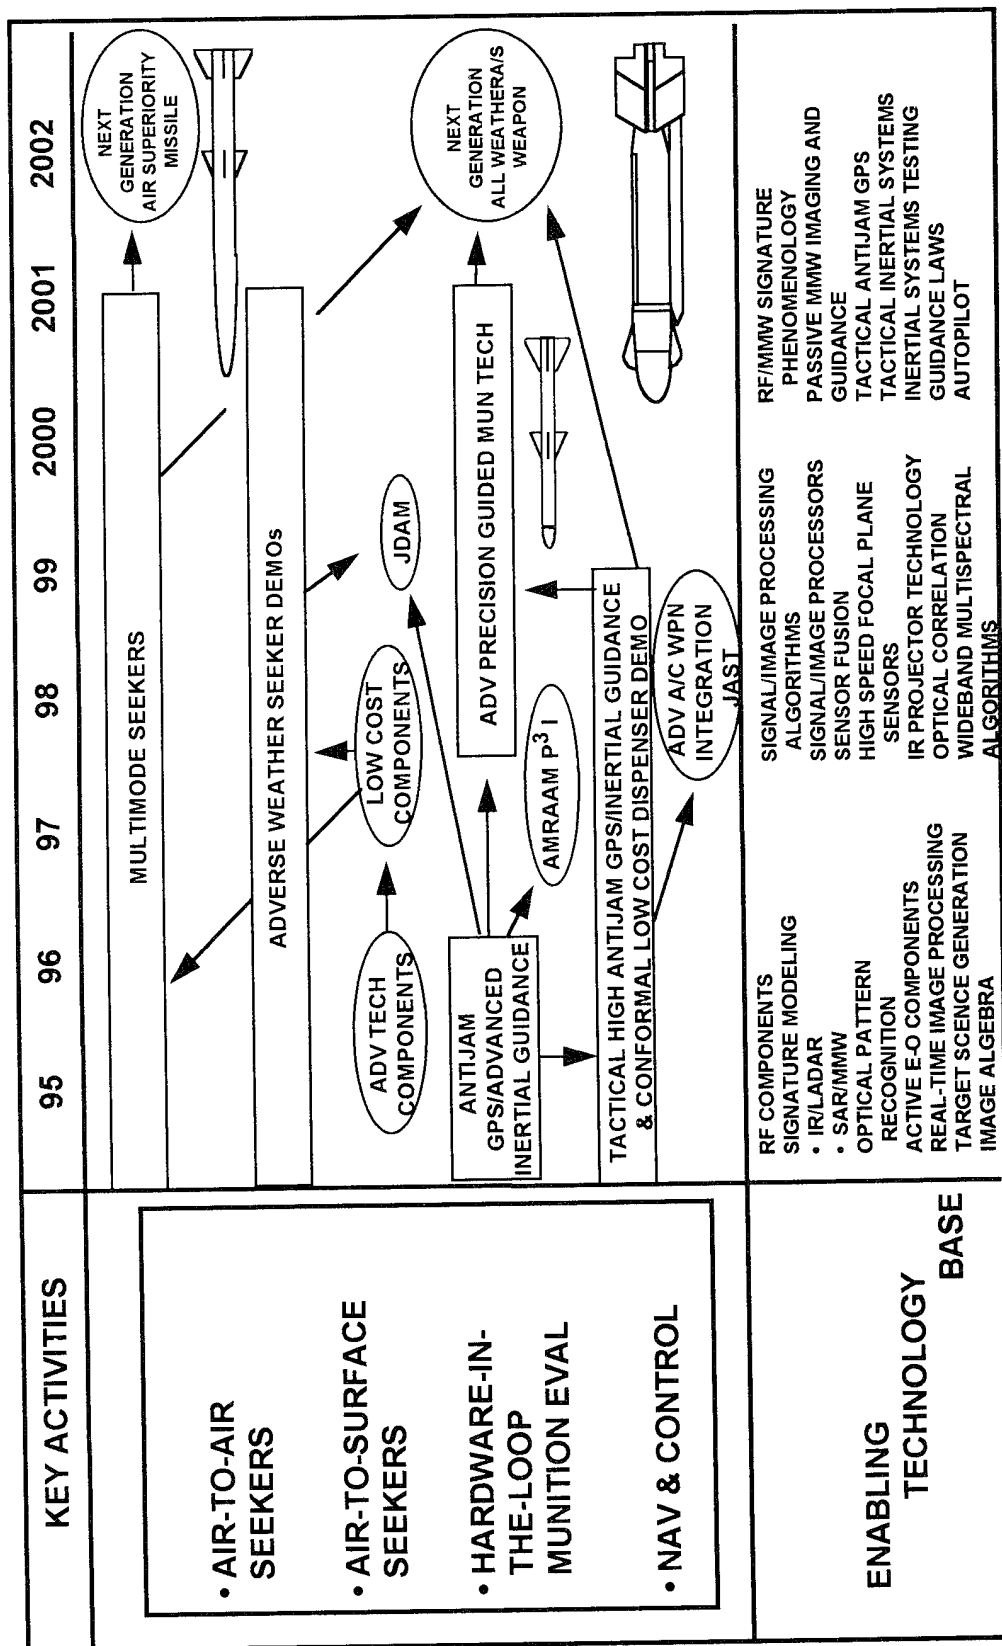 KEY ACTIVITIES
95
96
97
98
99
2000
2001
2002
• AIR-TO-AIR
SEEKERS
• AIR-TO-SURFACE
SEEKERS
• HARDWARE-IN-
THE-LOOP
MUNITION EVAL
• NAV & CONTROL
MULTIMODE SEEKERS
NEXT
GENERATION
AIR SUPERIORITY
MISSILE
ADVERSE WEATHER SEEKER DEMOs
ADV TECH
COMPONENTS
LOW COST
COMPONENTS
JDAM
NEXT
GENERATION
ALL WEATHERA/S
WEAPON
ANTIJAM
GPS/ADVANCED
INERTIAL GUIDANCE
ADV PRECISION GUIDED MUN TECH
AMRAAM P³ I
TACTICAL HIGH ANTIJAM GPS/INERTIAL GUIDANCE
& CONFORMAL LOW COST DISPENSER DEMO
ADV A/C WPN
INTEGRATION
JAST
ENABLING
TECHNOLOGY
BASE
RF COMPONENTS
SIGNATURE MODELING
• IR/LADAR
• SAR/MMW
OPTICAL PATTERN
RECOGNITION
ACTIVE E-O COMPONENTS
REAL-TIME IMAGE PROCESSING
TARGET SCENCE GENERATION
IMAGE ALGEBRA
SIGNAL/IMAGE PROCESSING
ALGORITHMS
SIGNAL/IMAGE PROCESSORS
SENSOR FUSION
HIGH SPEED FOCAL PLANE
SENSORS
IR PROJECTOR TECHNOLOGY
OPTICAL CORRELATION
WIDEBAND MULTISPECTRAL
ALGORITHMS
RF/MMW SIGNATURE
PHENOMENOLOGY
PASSIVE MMW IMAGING AND
GUIDANCE
TACTICAL ANTIJAM GPS
TACTICAL INERTIAL SYSTEMS
INERTIAL SYSTEMS TESTING
GUIDANCE LAWS
AUTOPILOT